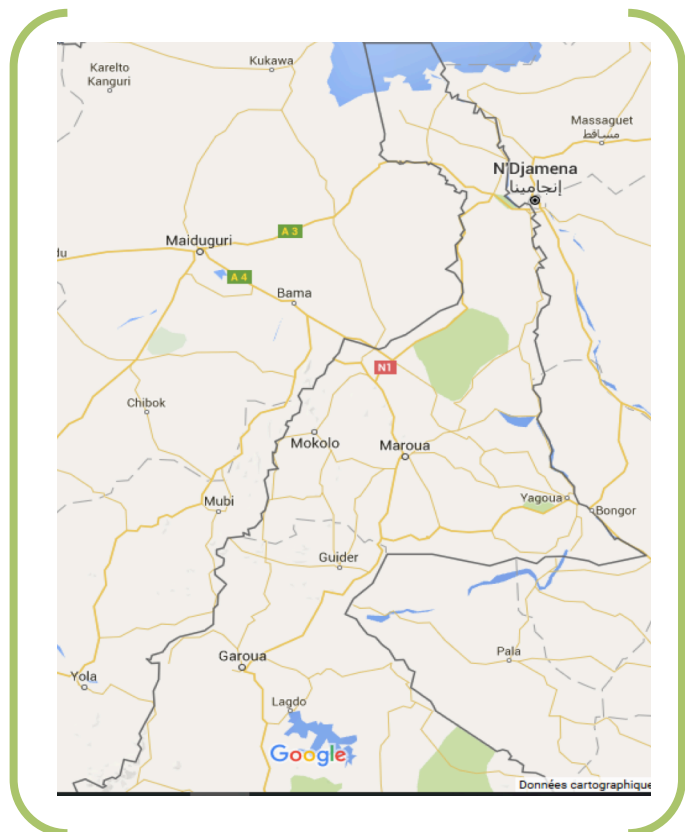 Kukawa
Karelto
Kanguri
Massaguet
مساقط
N'Djamena
إنجامينا
A 3
Maiduguri
lu
A 4
Bama
N1
Chibok
Mokolo
Maroua
Mubi
Yagoua
Bongor
Guider
Garoua
Pala
Yola
Lagdo
Google
Données cartographique